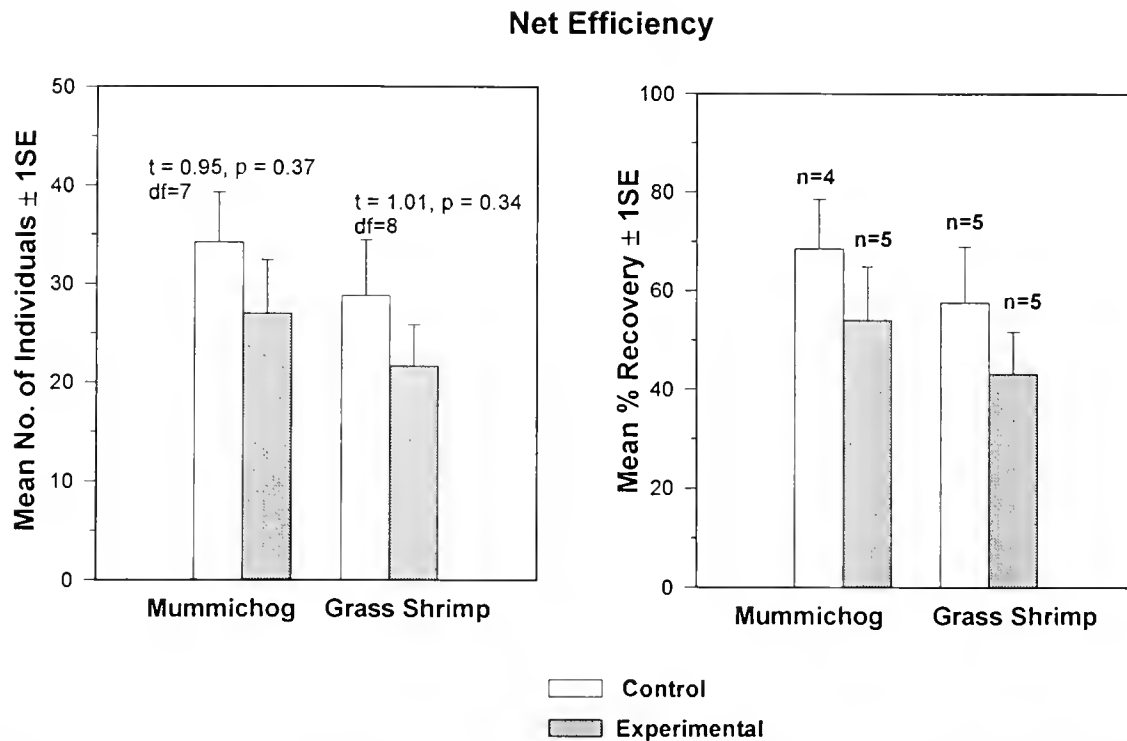 Net Efficiency
Mean No. of Individuals ± 1SE
50
40
30
20
10
0
t = 0.95, p = 0.37
df=7
t = 1.01, p = 0.34
df=8
Mummichog Grass Shrimp
Mean % Recovery ± 1SE
100
80
60
40
20
0
n=4
n=5
n=5
n=5
Mummichog Grass Shrimp
Control
Experimental